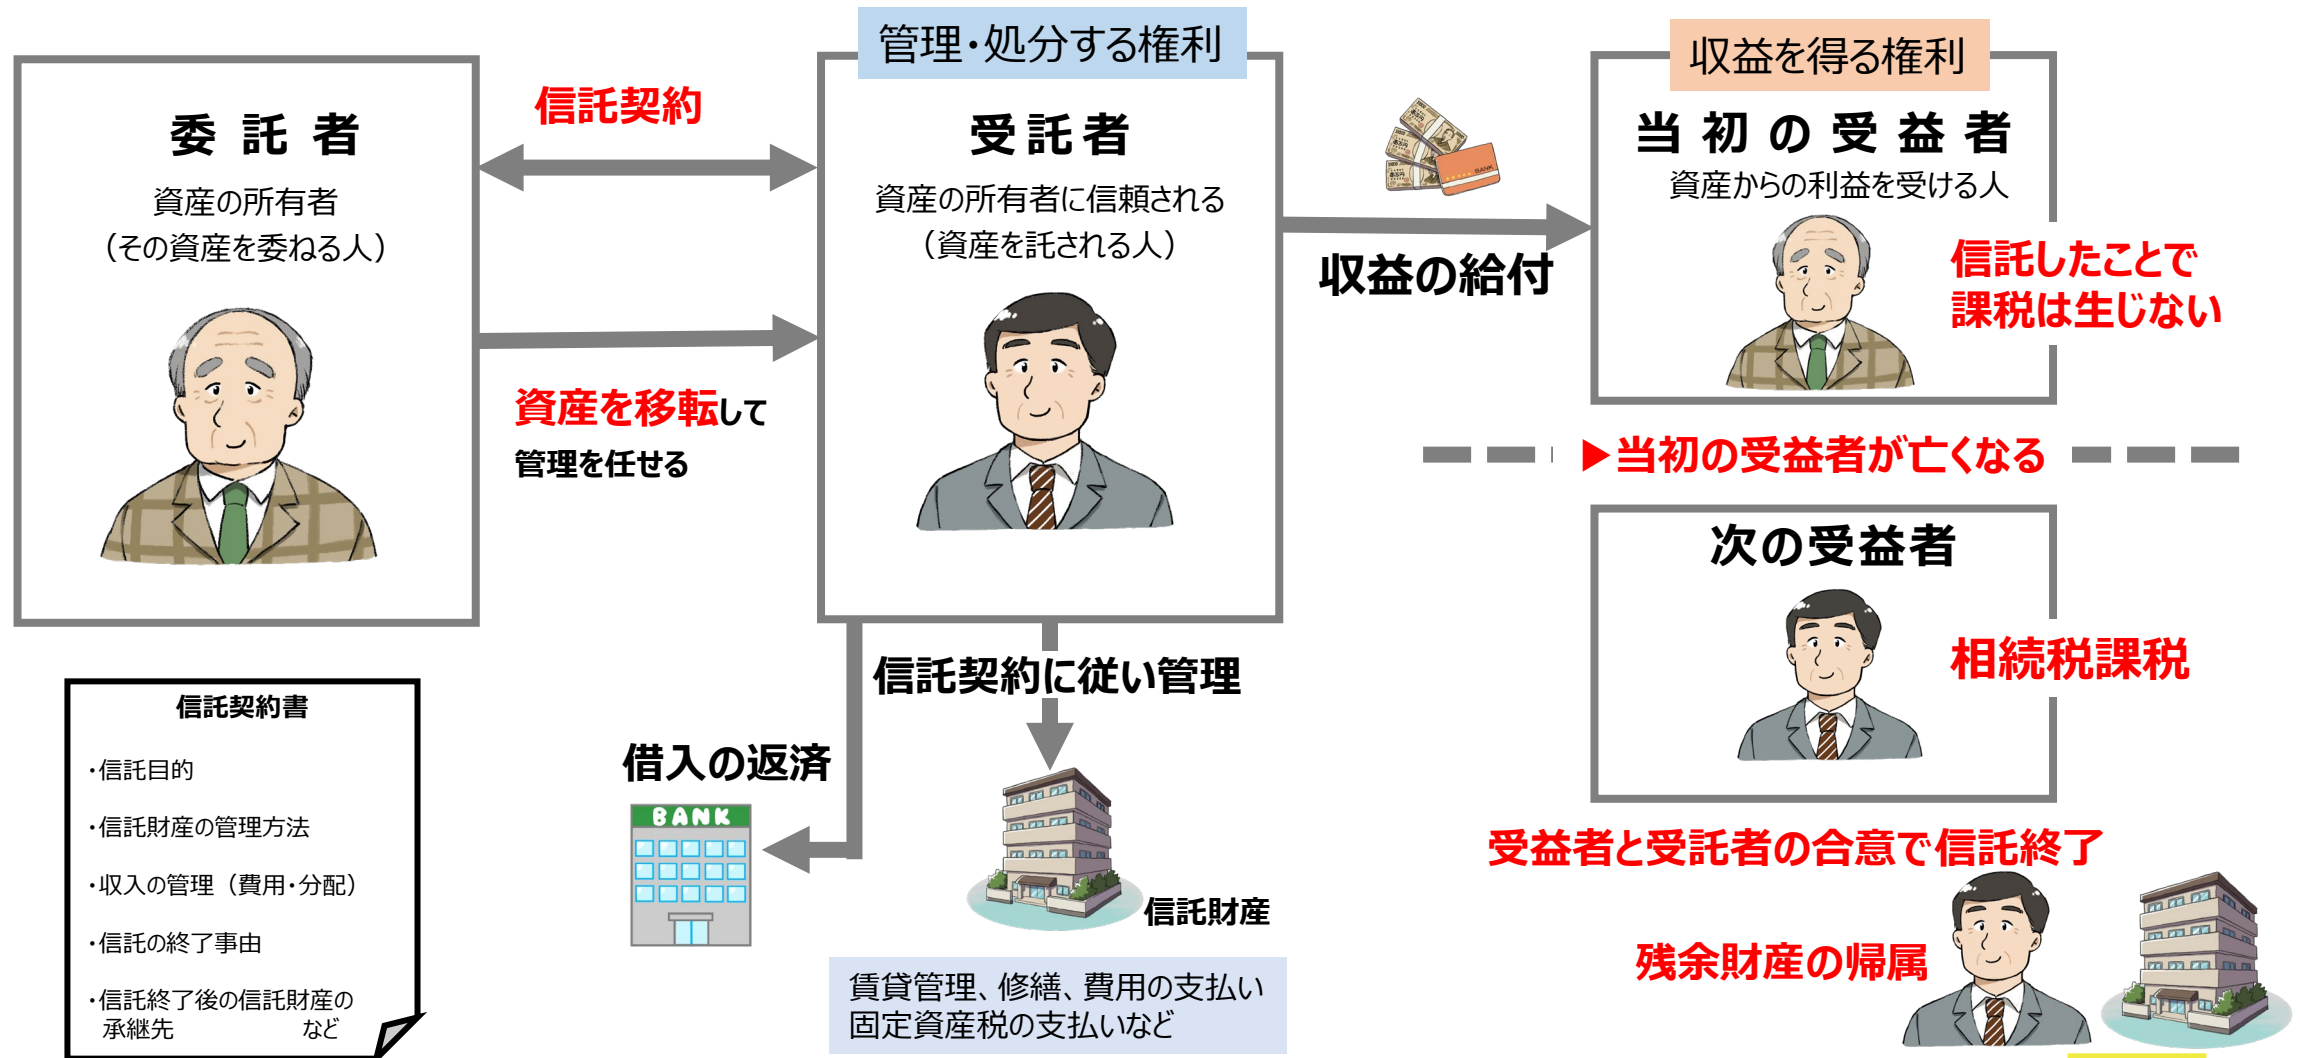 委託者
資産の所有者
（その資産を委ねる人）
信託契約
資産を移転して
管理を任せる
管理・処分する権利
受託者
資産の所有者に信頼される
（資産を託される人）
収益の給付
収益を得る権利
当初の受益者
資産からの利益を受ける人
信託したことで
課税は生じない
▶当初の受益者が亡くなる
次の受益者
相続税課税
受益者と受託者の合意で信託終了
残余財産の帰属
信託契約に従い管理
借入の返済
BANK
信託財産
賃貸管理、修繕、費用の支払い
固定資産税の支払いなど
信託契約書
・信託目的
・信託財産の管理方法
・収入の管理（費用・分配）
・信託の終了事由
・信託終了後の信託財産の
承継先 など
BANK